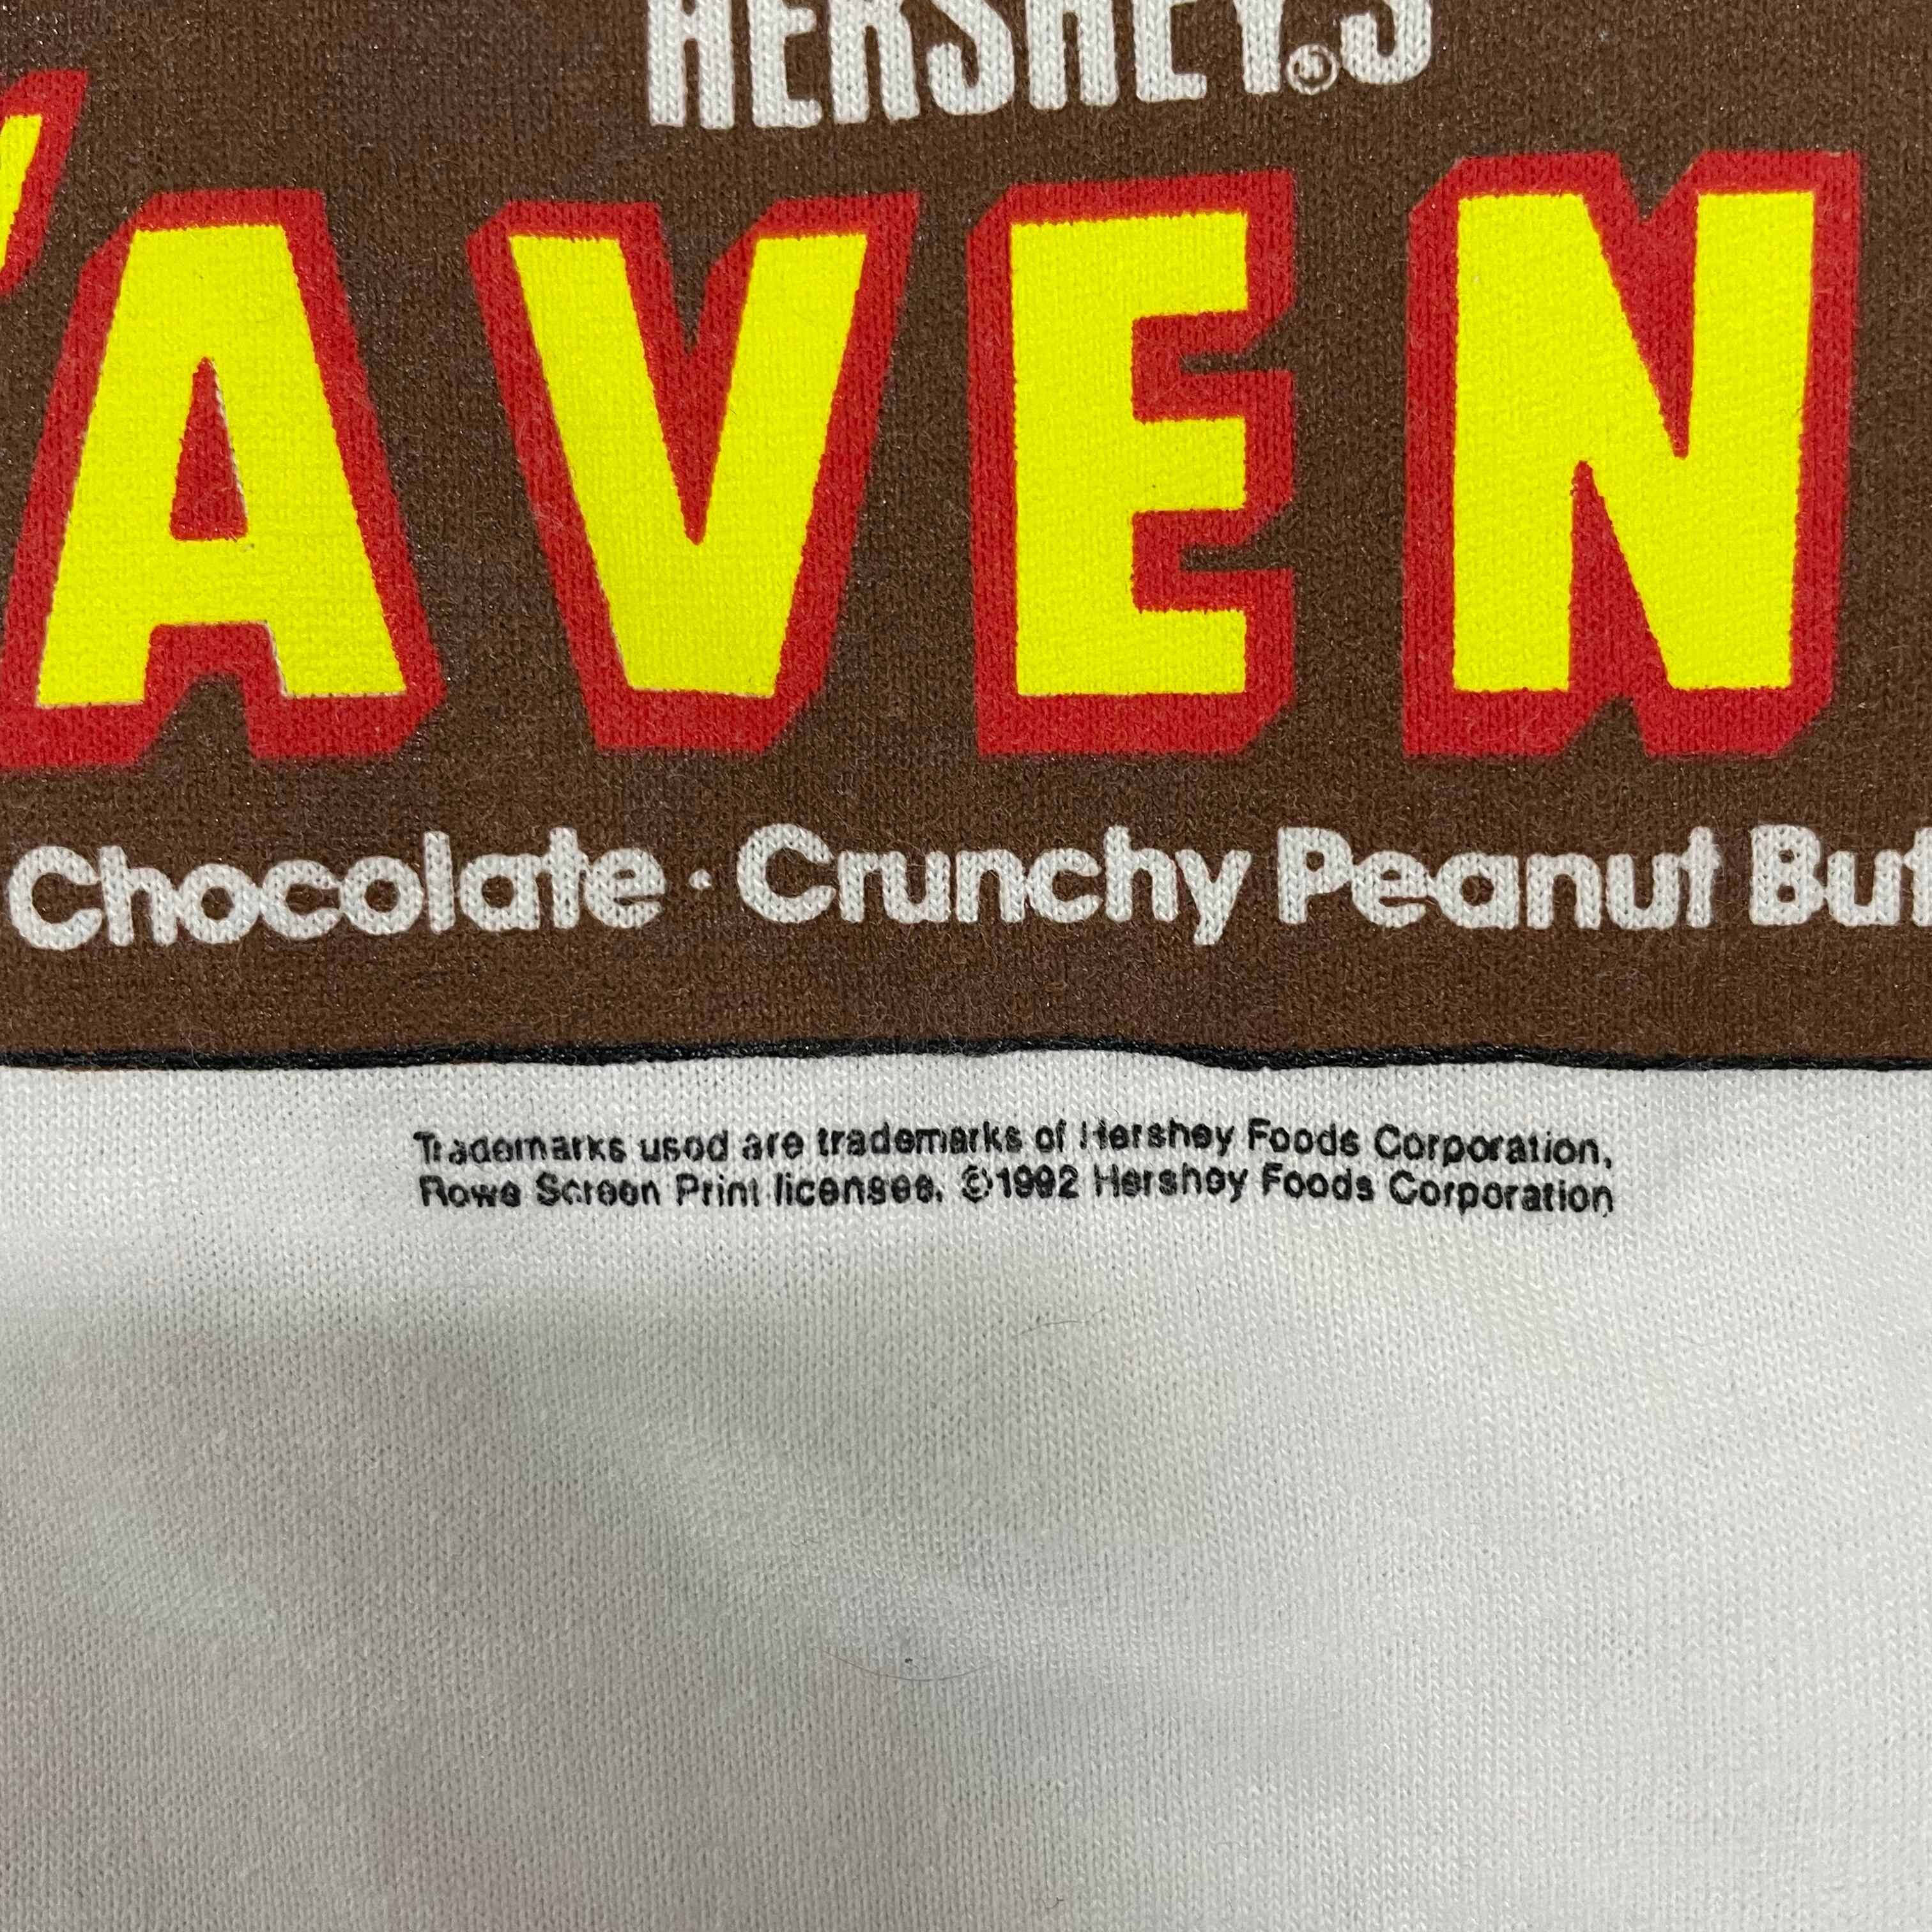 HERSHEY'S
'AVEN
Chocolate · Crunchy Peanut But
Trademarks used are trademarks of Hershey Foods Corporation,
Rowe Screen Print licensee. ©1992 Hershey Foods Corporation